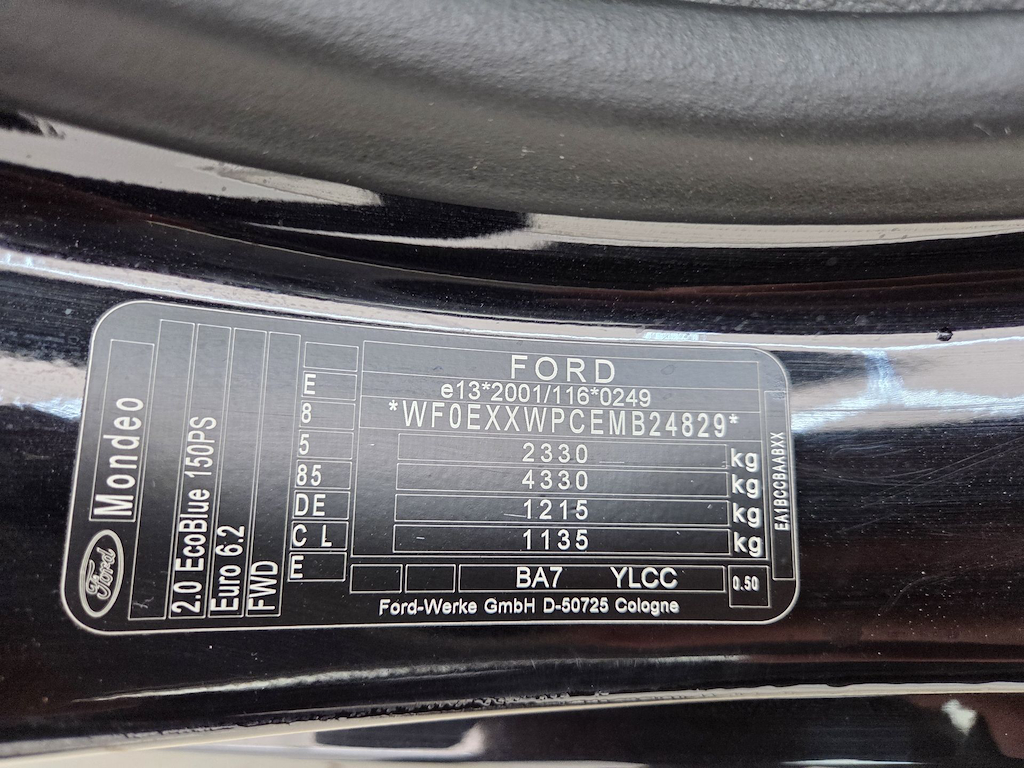 Ford
Mondeo
2.0 EcoBlue 150PS
Euro 6.2
FWD
E
8
5
85
DE
C L
E
FORD
e13*2001/116*0249
*WF0EXXWPCEMB24829*
2330 kg
4330 kg
1215 kg
1135 kg
BA7 YLCC
0.50
Ford-Werke GmbH D-50725 Cologne
EA1BCCBAABXX